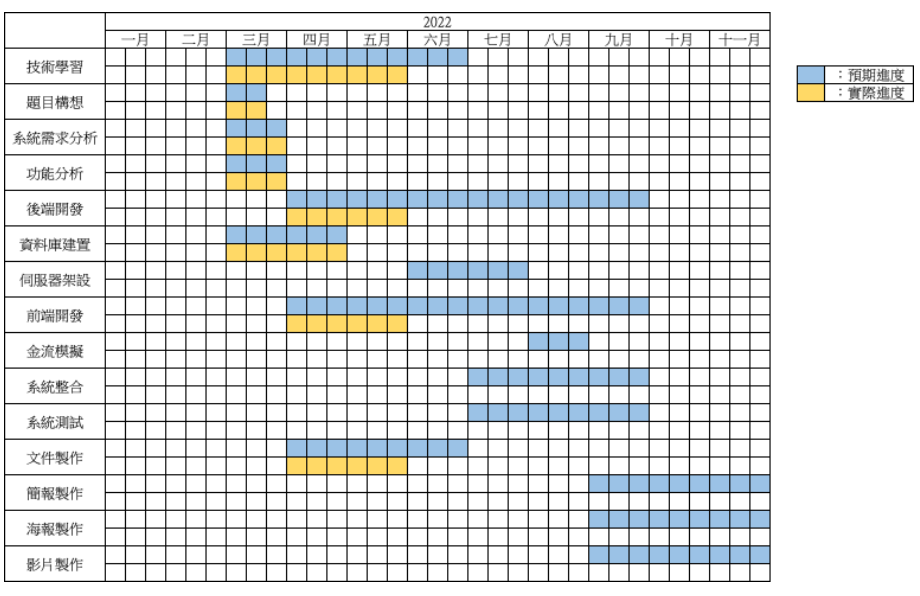 2022
一月 二月 三月 四月 五月 六月 七月 八月 九月 十月 十一月
技術學習
題目構想
系統需求分析
功能分析
後端開發
資料庫建置
伺服器架設
前端開發
金流模擬
系統整合
系統測試
文件製作
簡報製作
海報製作
影片製作
：預期進度
：實際進度